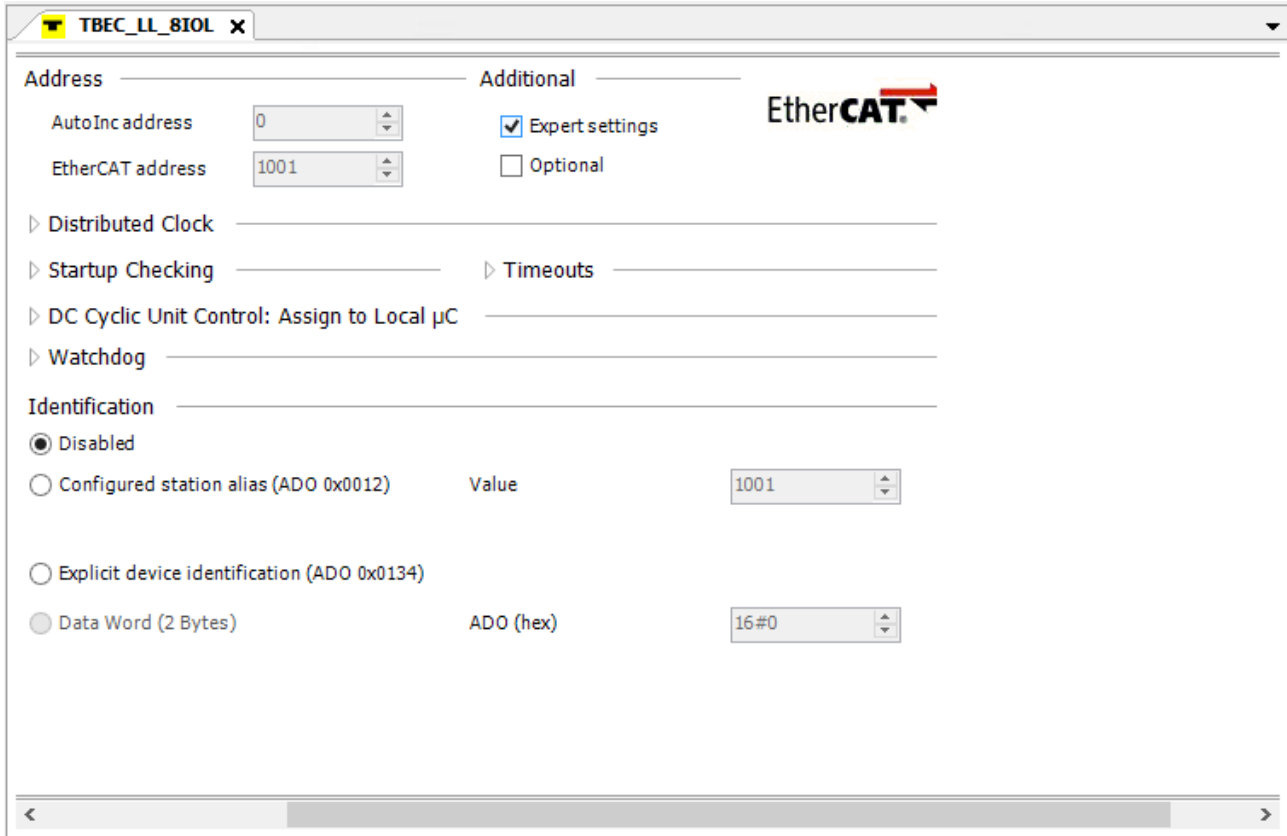 TBEC_LL_8IOL
Address
Additional
EtherCAT.
AutoInc address 0
Expert settings
EtherCAT address 1001
Optional
Distributed Clock
Startup Checking
Timeouts
DC Cyclic Unit Control: Assign to Local µC
Watchdog
Identification
Disabled
Configured station alias (ADO 0x0012) Value 1001
Explicit device identification (ADO 0x0134)
Data Word (2 Bytes) ADO (hex) 16#0